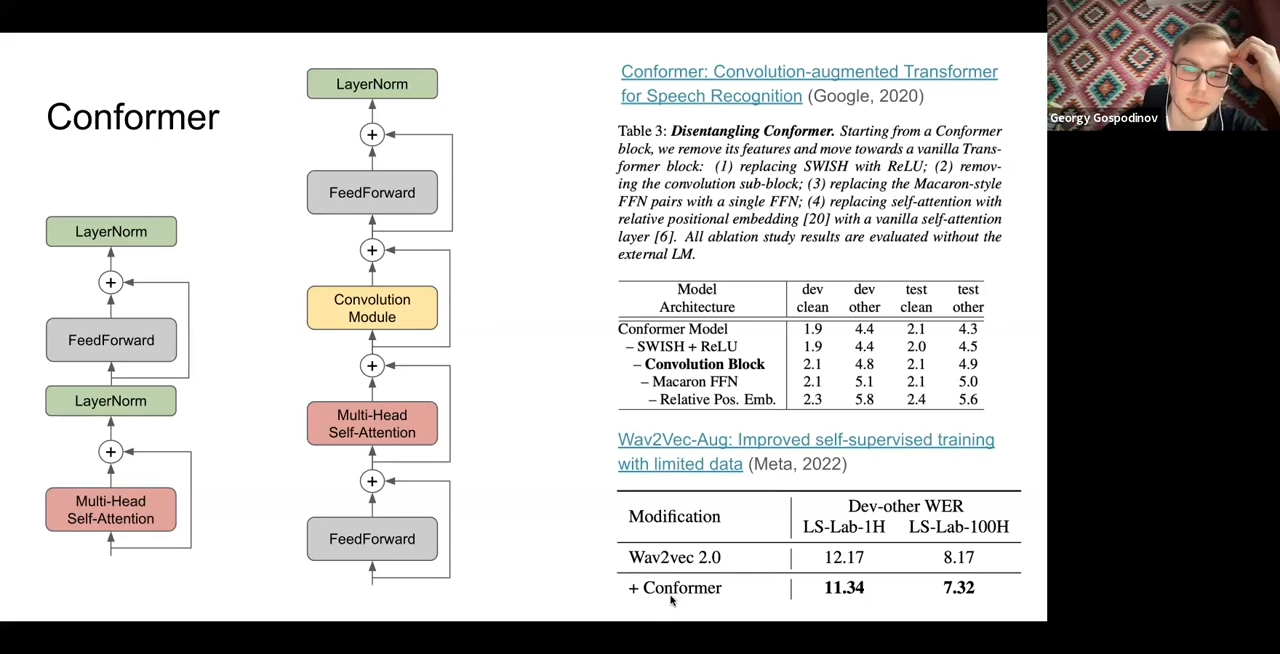 Conformer
LayerNorm
+
FeedForward
LayerNorm
+
Multi-Head
Self-Attention
LayerNorm
+
FeedForward
+
Convolution
Module
+
Multi-Head
Self-Attention
+
FeedForward
Conformer: Convolution-augmented Transformer
for Speech Recognition (Google, 2020)
Table 3: Disentangling Conformer. Starting from a Conformer
block, we remove its features and move towards a vanilla Trans-
former block: (1) replacing SWISH with ReLU; (2) remov-
ing the convolution sub-block; (3) replacing the Macaron-style
FFN pairs with a single FFN; (4) replacing self-attention with
relative positional embedding [20] with a vanilla self-attention
layer [6]. All ablation study results are evaluated without the
external LM.
Model dev dev test test
Architecture clean other clean other
Conformer Model 1.9 4.4 2.1 4.3
– SWISH + ReLU 1.9 4.4 2.0 4.5
– Convolution Block 2.1 4.8 2.1 4.9
– Macaron FFN 2.1 5.1 2.1 5.0
– Relative Pos. Emb. 2.3 5.8 2.4 5.6
Wav2Vec-Aug: Improved self-supervised training
with limited data (Meta, 2022)
Modification Dev-other WER
LS-Lab-1H LS-Lab-100H
Wav2vec 2.0 12.17 8.17
+ Conformer 11.34 7.32
Georgy Gospodinov